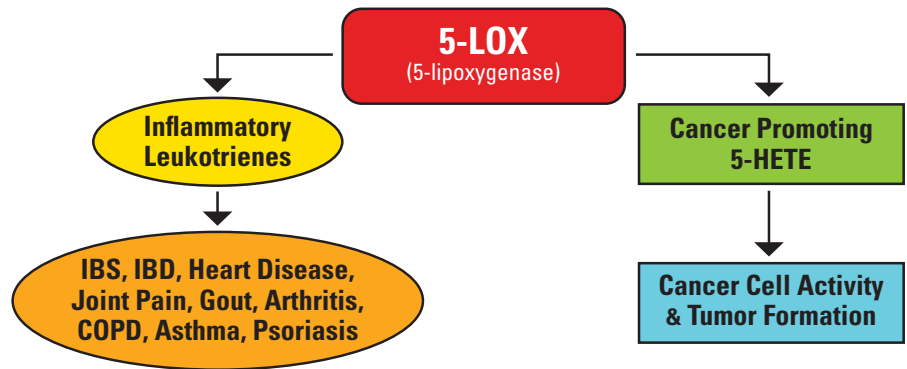 5-LOX
(5-lipoxygenase)
Inflammatory
Leukotrienes
IBS, IBD, Heart Disease,
Joint Pain, Gout, Arthritis,
COPD, Asthma, Psoriasis
Cancer Promoting
5-HETE
Cancer Cell Activity
& Tumor Formation